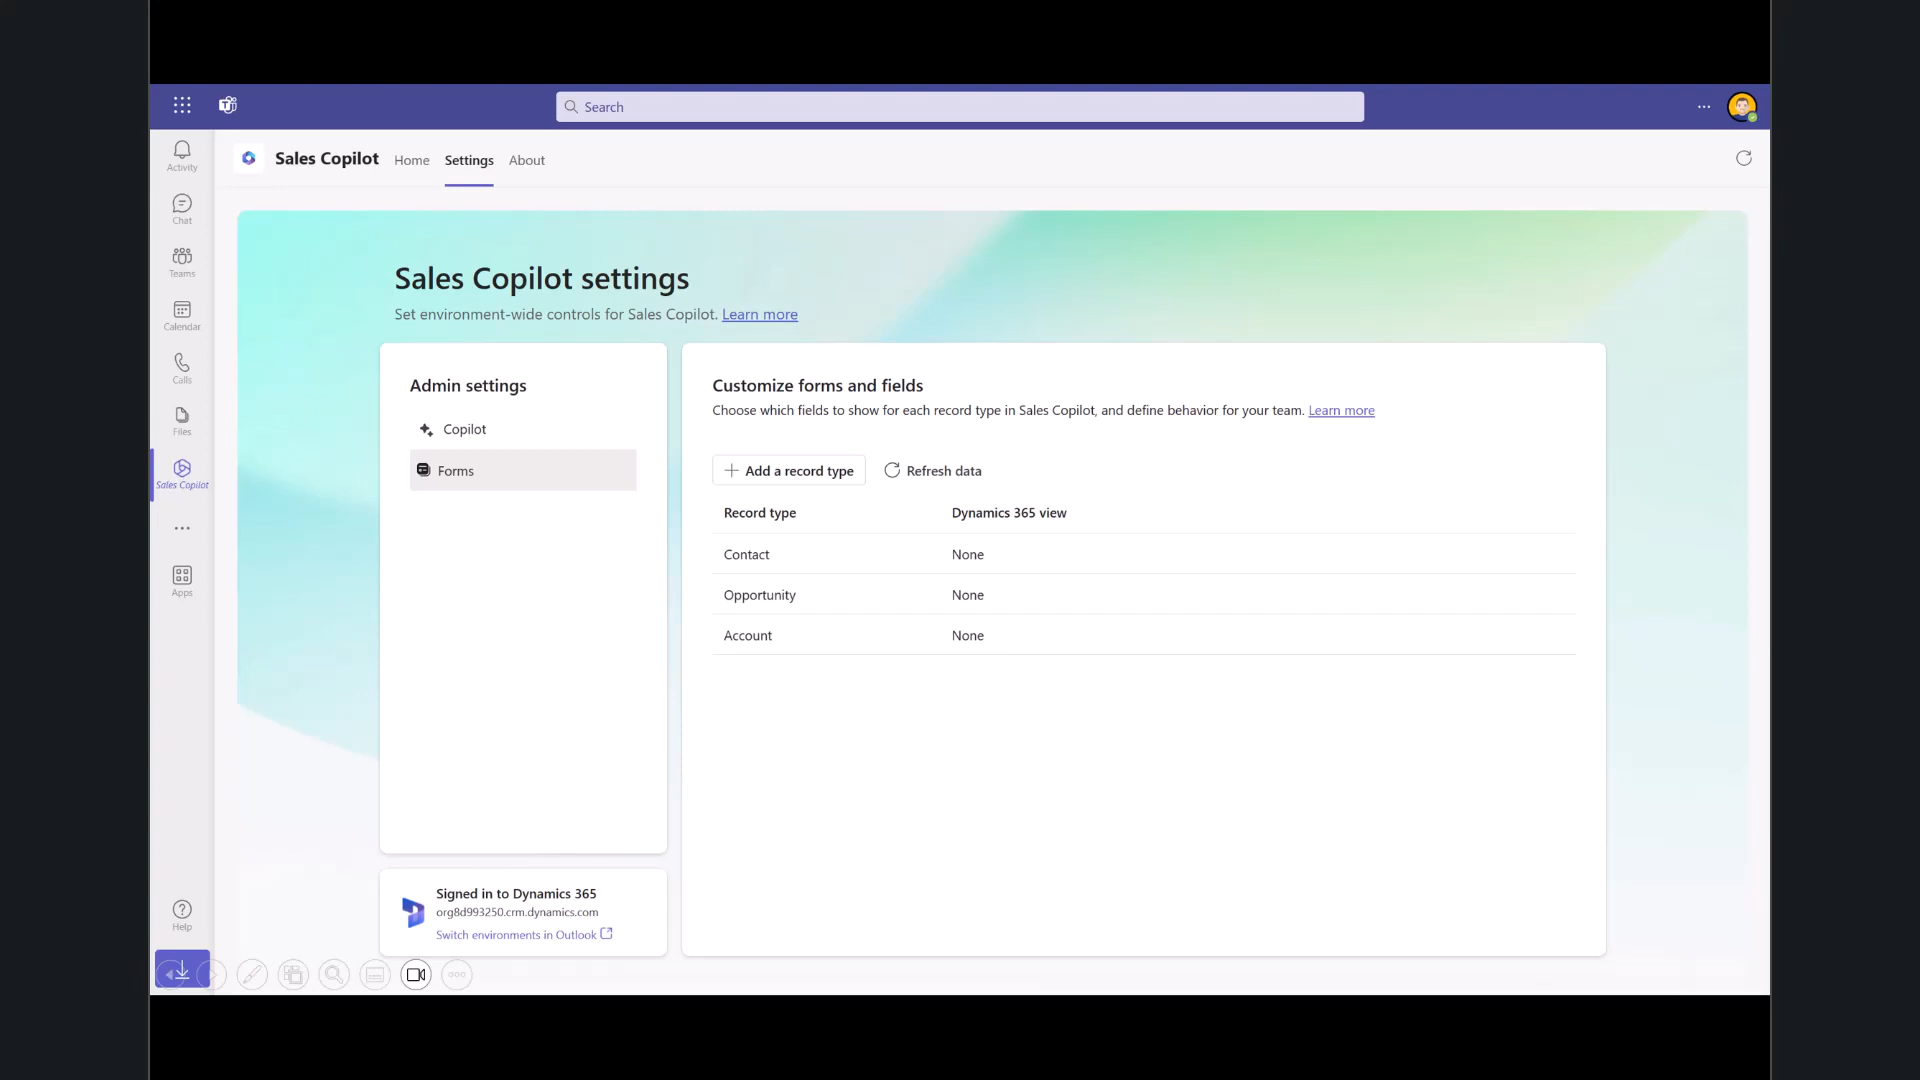 Search
Activity
Chat
Teams
Calendar
Calls
Files
Sales Copilot
Apps
Help
Sales Copilot Home Settings About
Sales Copilot settings
Set environment-wide controls for Sales Copilot. Learn more
Admin settings
Copilot
Forms
Signed in to Dynamics 365
org8d993250.crm.dynamics.com
Switch environments in Outlook
Customize forms and fields
Choose which fields to show for each record type in Sales Copilot, and define behavior for your team. Learn more
Add a record type Refresh data
Record type Dynamics 365 view
Contact None
Opportunity None
Account None